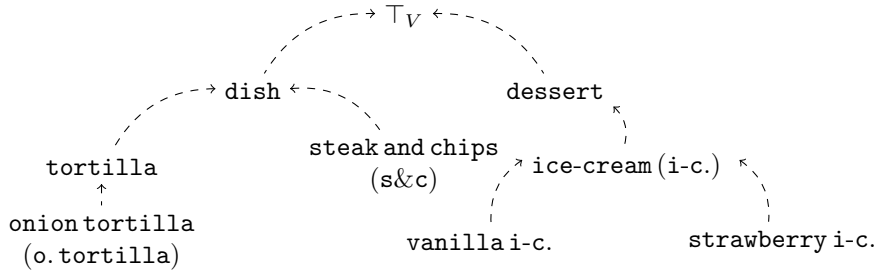 ⊤V
dish
dessert
steak and chips
(s&c)
tortilla
ice-cream (i-c.)
onion tortilla
(o. tortilla)
vanilla i-c.
strawberry i-c.